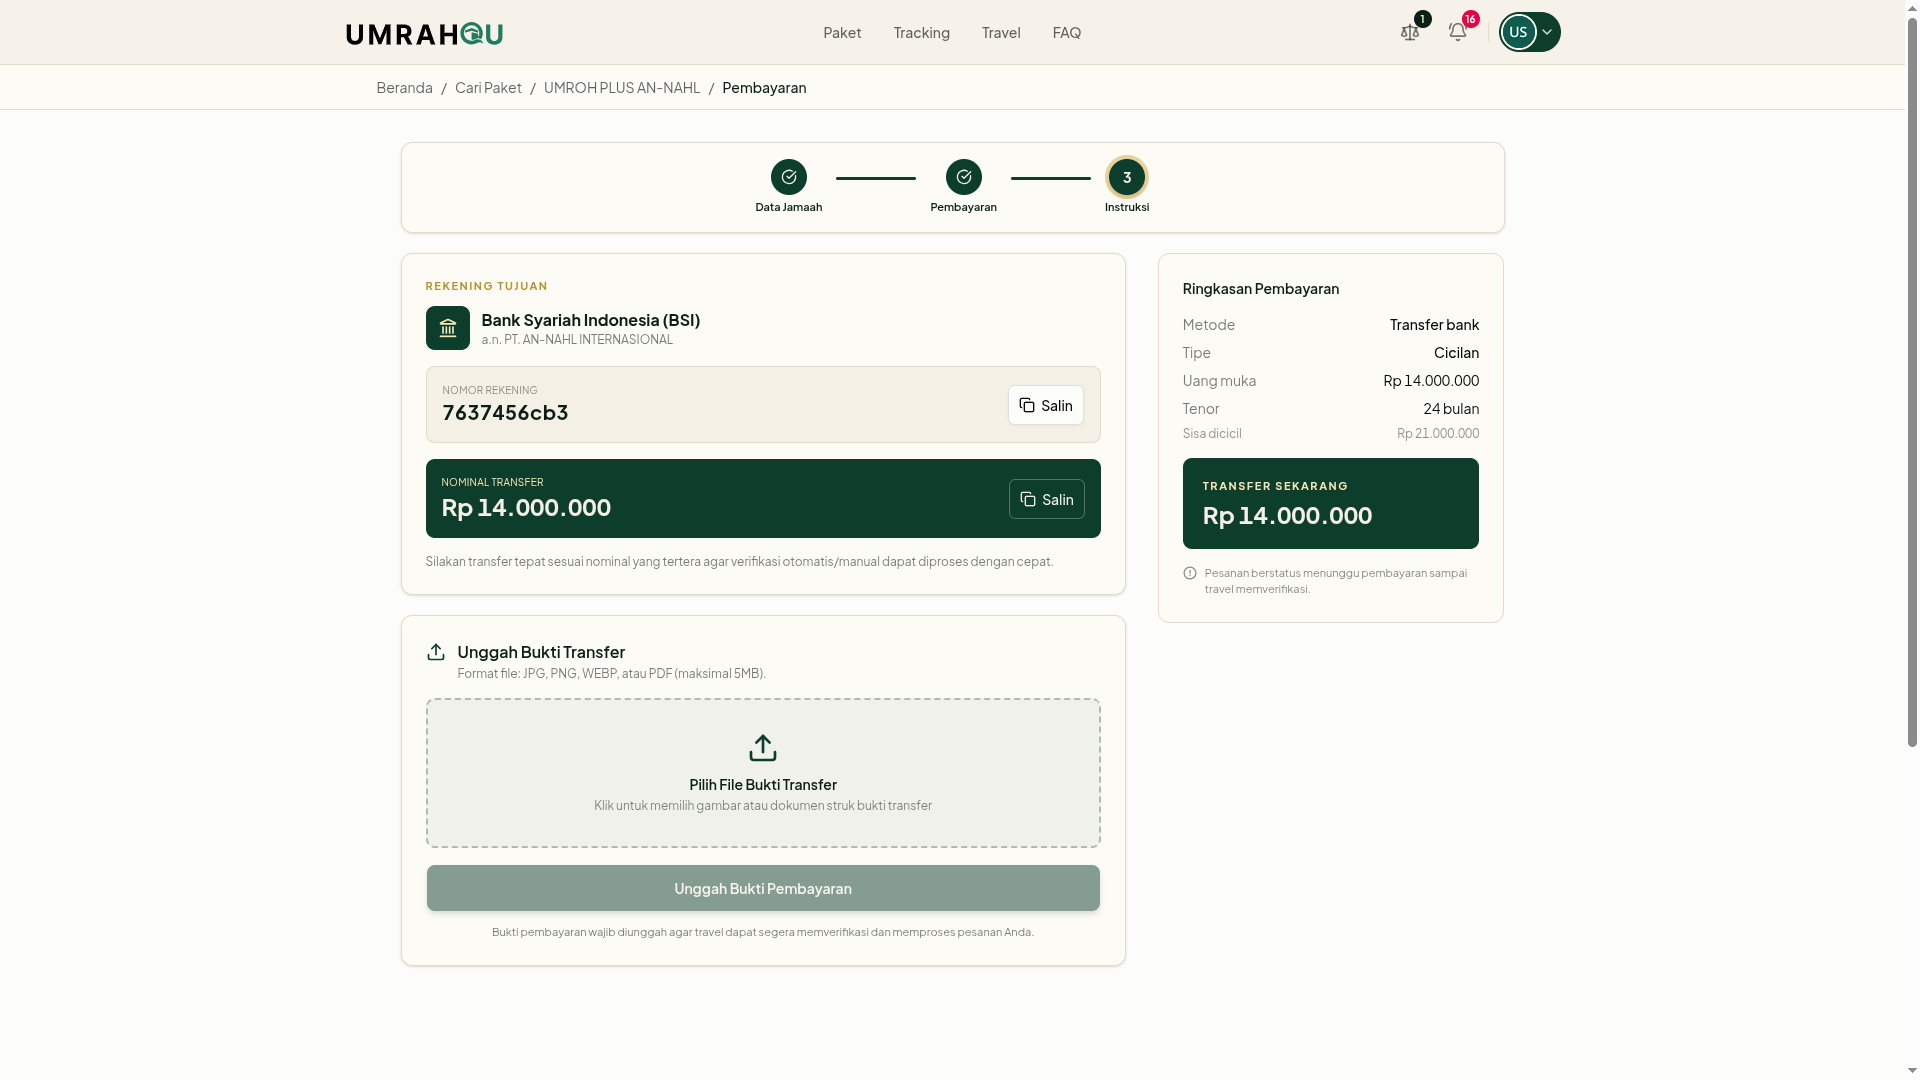 UMRAHQU
Paket
Tracking
Travel
FAQ
1
16
US
Beranda / Cari Paket / UMROH PLUS AN-NAHL / Pembayaran
3
Data Jamaah
Pembayaran
Instruksi
REKENING TUJUAN
Bank Syariah Indonesia (BSI)
a.n. PT. AN-NAHL INTERNASIONAL
NOMOR REKENING
7637456cb3
Salin
NOMINAL TRANSFER
Rp 14.000.000
Salin
Silakan transfer tepat sesuai nominal yang tertera agar verifikasi otomatis/manual dapat diproses dengan cepat.
Unggah Bukti Transfer
Format file: JPG, PNG, WEBP, atau PDF (maksimal 5MB).
Pilih File Bukti Transfer
Klik untuk memilih gambar atau dokumen struk bukti transfer
Unggah Bukti Pembayaran
Bukti pembayaran wajib diunggah agar travel dapat segera memverifikasi dan memproses pesanan Anda.
Ringkasan Pembayaran
Metode Transfer bank
Tipe Cicilan
Uang muka Rp 14.000.000
Tenor 24 bulan
Sisa dicicil Rp 21.000.000
TRANSFER SEKARANG
Rp 14.000.000
Pesanan berstatus menunggu pembayaran sampai
travel memverifikasi.